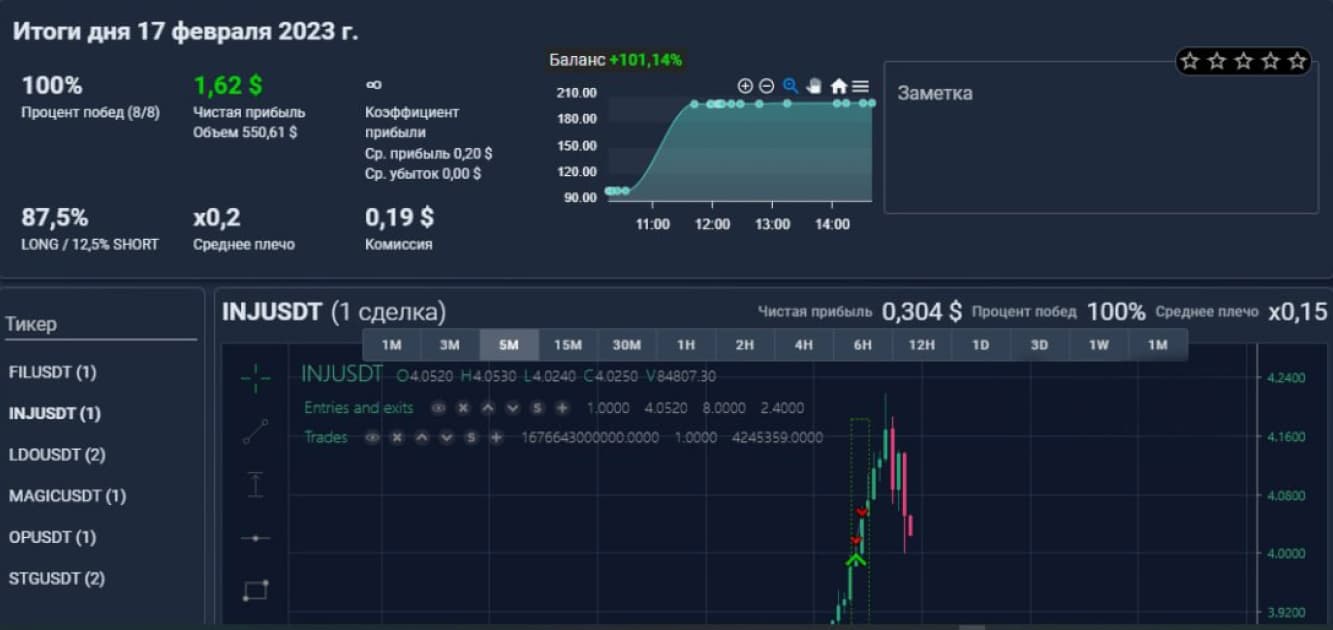 Итоги дня 17 февраля 2023 г.
100%
Процент побед (8/8)
1,62 $
Чистая прибыль
Объем 550,61 $
∞
Коэффициент
прибыли
Ср. прибыль 0,20 $
Ср. убыток 0,00 $
87,5%
LONG / 12,5% SHORT
x0,2
Среднее плечо
0,19 $
Комиссия
Баланс +101,14%
210.00
180.00
150.00
120.00
90.00
11:00 12:00 13:00 14:00
Заметка
Тикер
FILUSDT (1)
INJUSDT (1)
LDOUSDT (2)
MAGICUSDT (1)
OPUSDT (1)
STGUSDT (2)
INJUSDT (1 сделка)
Чистая прибыль 0,304 $ Процент побед 100% Среднее плечо x0,15
1M 3M 5M 15M 30M 1H 2H 4H 6H 12H 1D 3D 1W 1M
INJUSDT O4.0520 H4.0530 L4.0240 C4.0250 V84807.30
Entries and exits S 1.0000 4.0520 8.0000 2.4000
Trades S 1676643000000.0000 1.0000 4245359.0000
4.2400
4.1600
4.0800
4.0000
3.9200